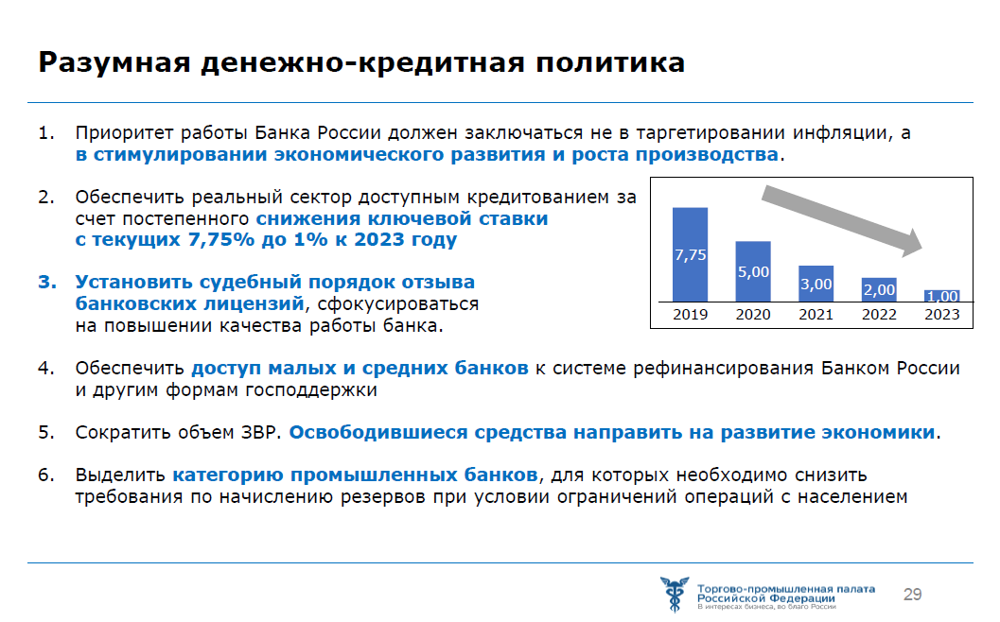 Разумная денежно-кредитная политика
1. Приоритет работы Банка России должен заключаться не в таргетировании инфляции, а
в стимулировании экономического развития и роста производства.
2. Обеспечить реальный сектор доступным кредитованием за
счет постепенного снижения ключевой ставки
с текущих 7,75% до 1% к 2023 году
7,75
5,00
3,00
2,00
1,00
2019 2020 2021 2022 2023
3. Установить судебный порядок отзыва
банковских лицензий, сфокусироваться
на повышении качества работы банка.
4. Обеспечить доступ малых и средних банков к системе рефинансирования Банком России
и другим формам господдержки
5. Сократить объем ЗВР. Освободившиеся средства направить на развитие экономики.
6. Выделить категорию промышленных банков, для которых необходимо снизить
требования по начислению резервов при условии ограничений операций с населением
Торгово-промышленная палата
Российской Федерации
В интересах бизнеса, во благо России
29